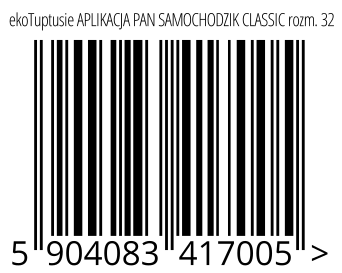 ekoTuptusie APLIKACJA PAN SAMOCHODZIK CLASSIC rozm. 32
5 904083 417005 >